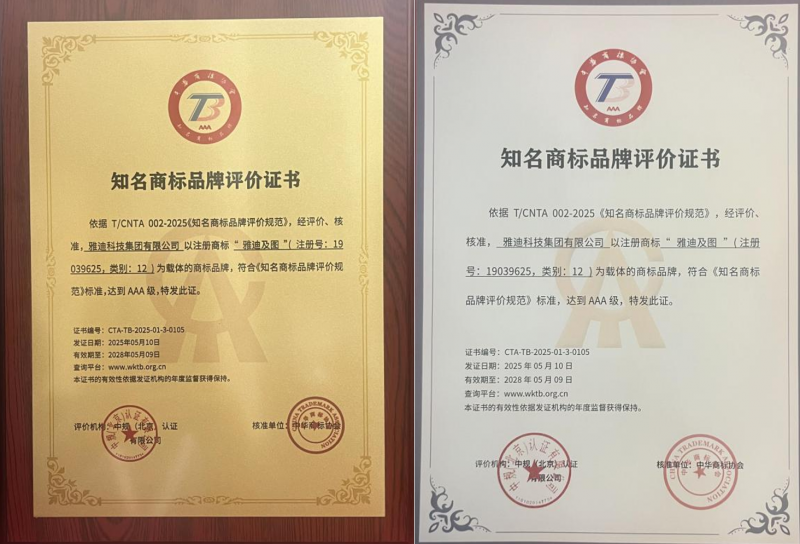 TB
AAA
知名商标品牌评价证书
依据 T/CNTA 002-2025《知名商标品牌评价规范》，经评价、核
准，雅迪科技集团有限公司 以注册商标“ 雅迪及图 ”( 注册号：19
039625，类别：12 ) 为载体的商标品牌，符合《知名商标品牌评价规
范》标准，达到 AAA 级，特发此证。
证书编号：CTA-TB-2025-01-3-0105
发证日期：2025年05月10日
有效期至：2028年05月09日
查询平台：www.wktb.org.cn
本证书的有效性依据发证机构的年度监督获得保持。
评价机构：中规（北京）认证
有限公司
核准单位：中华商标协会
CHINA TRADEMARK ASSOCIATION
TB
AAA
知名商标品牌评价证书
依据 T/CNTA 002-2025《知名商标品牌评价规范》，经评价、
核准， 雅迪科技集团有限公司 以注册商标“ 雅迪及图 ”( 注册
号：19039625，类别：12 ) 为载体的商标品牌，符合《知名商标
品牌评价规范》标准，达到 AAA 级，特发此证。
证书编号：CTA-TB-2025-01-3-0105
发证日期：2025 年 05 月 10 日
有效期至：2028 年 05 月 09 日
查询平台：www.wktb.org.cn
本证书的有效性依据发证机构的年度监督获得保持。
评价机构：中规（北京）认证
有限公司
核准单位：中华商标协会
CHINA TRADEMARK ASSOCIATION